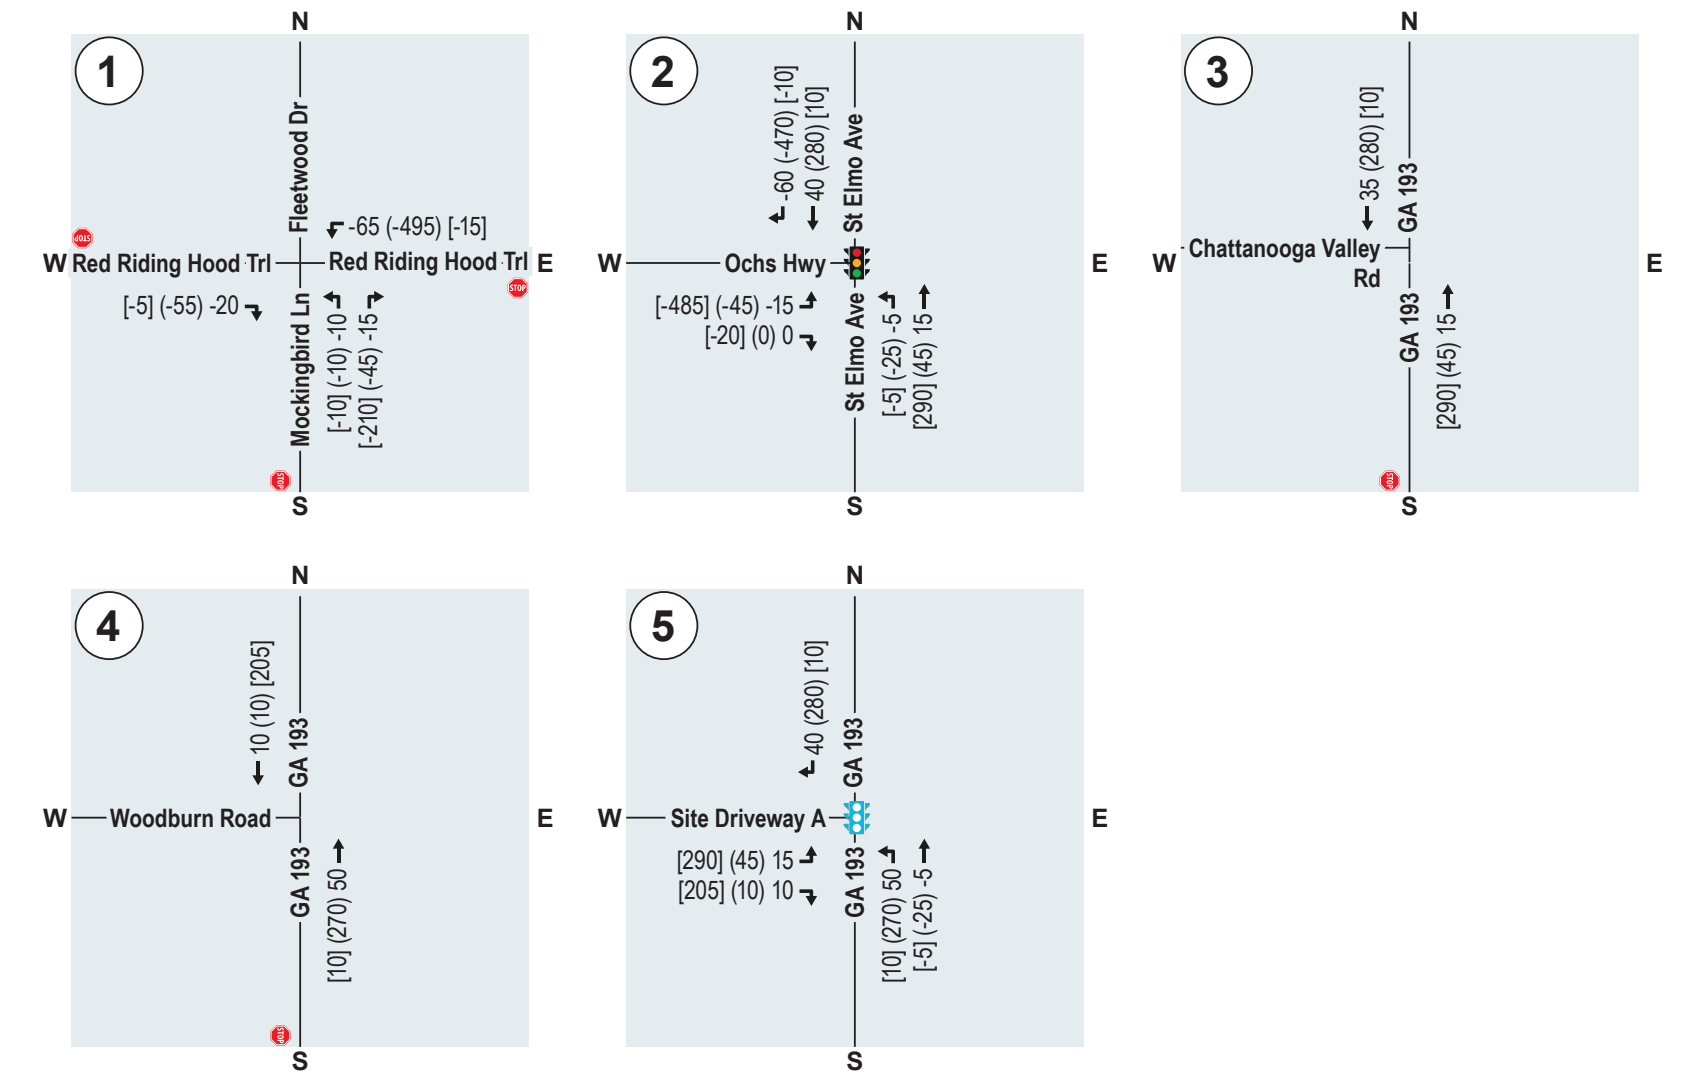 1
N
Fleetwood Dr
-65 (-495) [-15]
STOP
W
Red Riding Hood Trl
Red Riding Hood Trl
E
STOP
[-5] (-55) -20
Mockingbird Ln
[-10] (-10) -10
[-210] (-45) -15
STOP
S
2
N
-60 (-470) [-10]
40 (280) [10]
St Elmo Ave
W
Ochs Hwy
E
[-485] (-45) -15
[-20] (0) 0
St Elmo Ave
[-5] (-25) -5
[290] (45) 15
S
3
N
35 (280) [10]
GA 193
W
Chattanooga Valley
Rd
E
GA 193
[290] (45) 15
STOP
S
4
N
10 (10) [205]
GA 193
W
Woodburn Road
E
GA 193
[10] (270) 50
STOP
S
5
N
40 (280) [10]
GA 193
W
Site Driveway A
E
[290] (45) 15
[205] (10) 10
GA 193
[10] (270) 50
[-5] (-25) -5
S